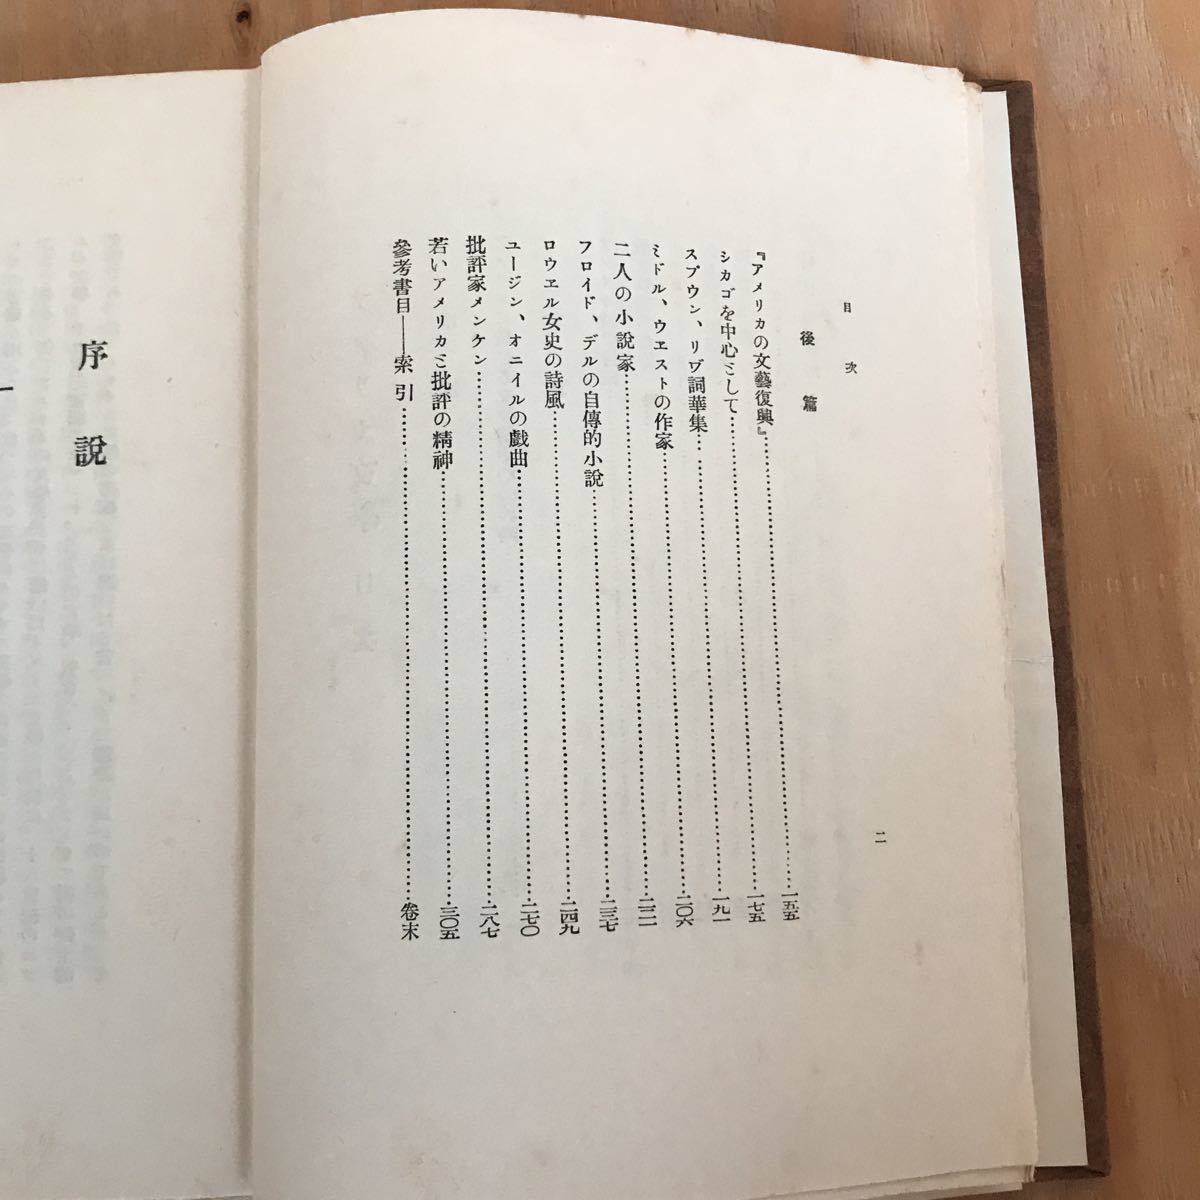 目次
二
後篇
『アメリカの文藝復興』……一五五
シカゴを中心として……一七五
スプウン、リヷ詞華集……一九一
ミドル、ウエストの作家……二〇六
二人の小說家……二二一
フロイド、デルの自傳的小說……二三七
ロウエル女史の詩風……二四九
ユージン、オニイルの戲曲……二七〇
批評家メンケン……二八七
若いアメリカと批評の精神……三〇五
參考書目——索引……卷末
序說
一